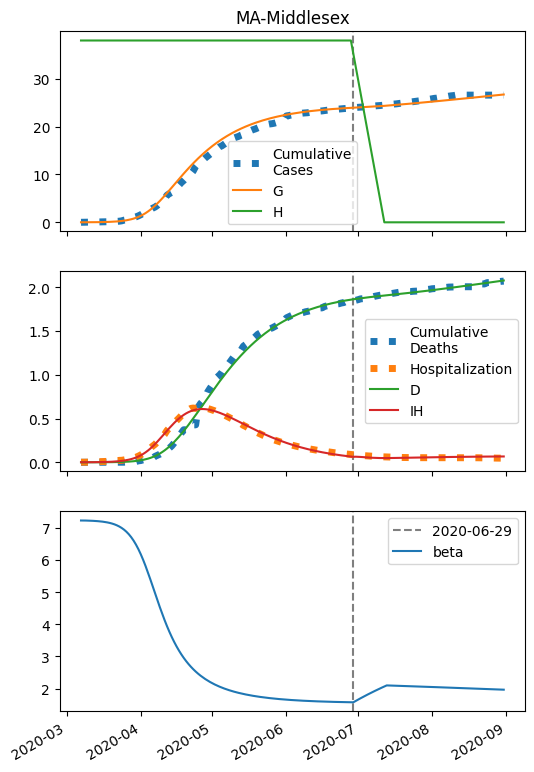 MA-Middlesex
30
20
10
0
Cumulative
Cases
G
H
2.0
1.5
1.0
0.5
0.0
Cumulative
Deaths
Hospitalization
D
IH
7
6
5
4
3
2
2020-06-29
beta
2020-03
2020-04
2020-05
2020-06
2020-07
2020-08
2020-09